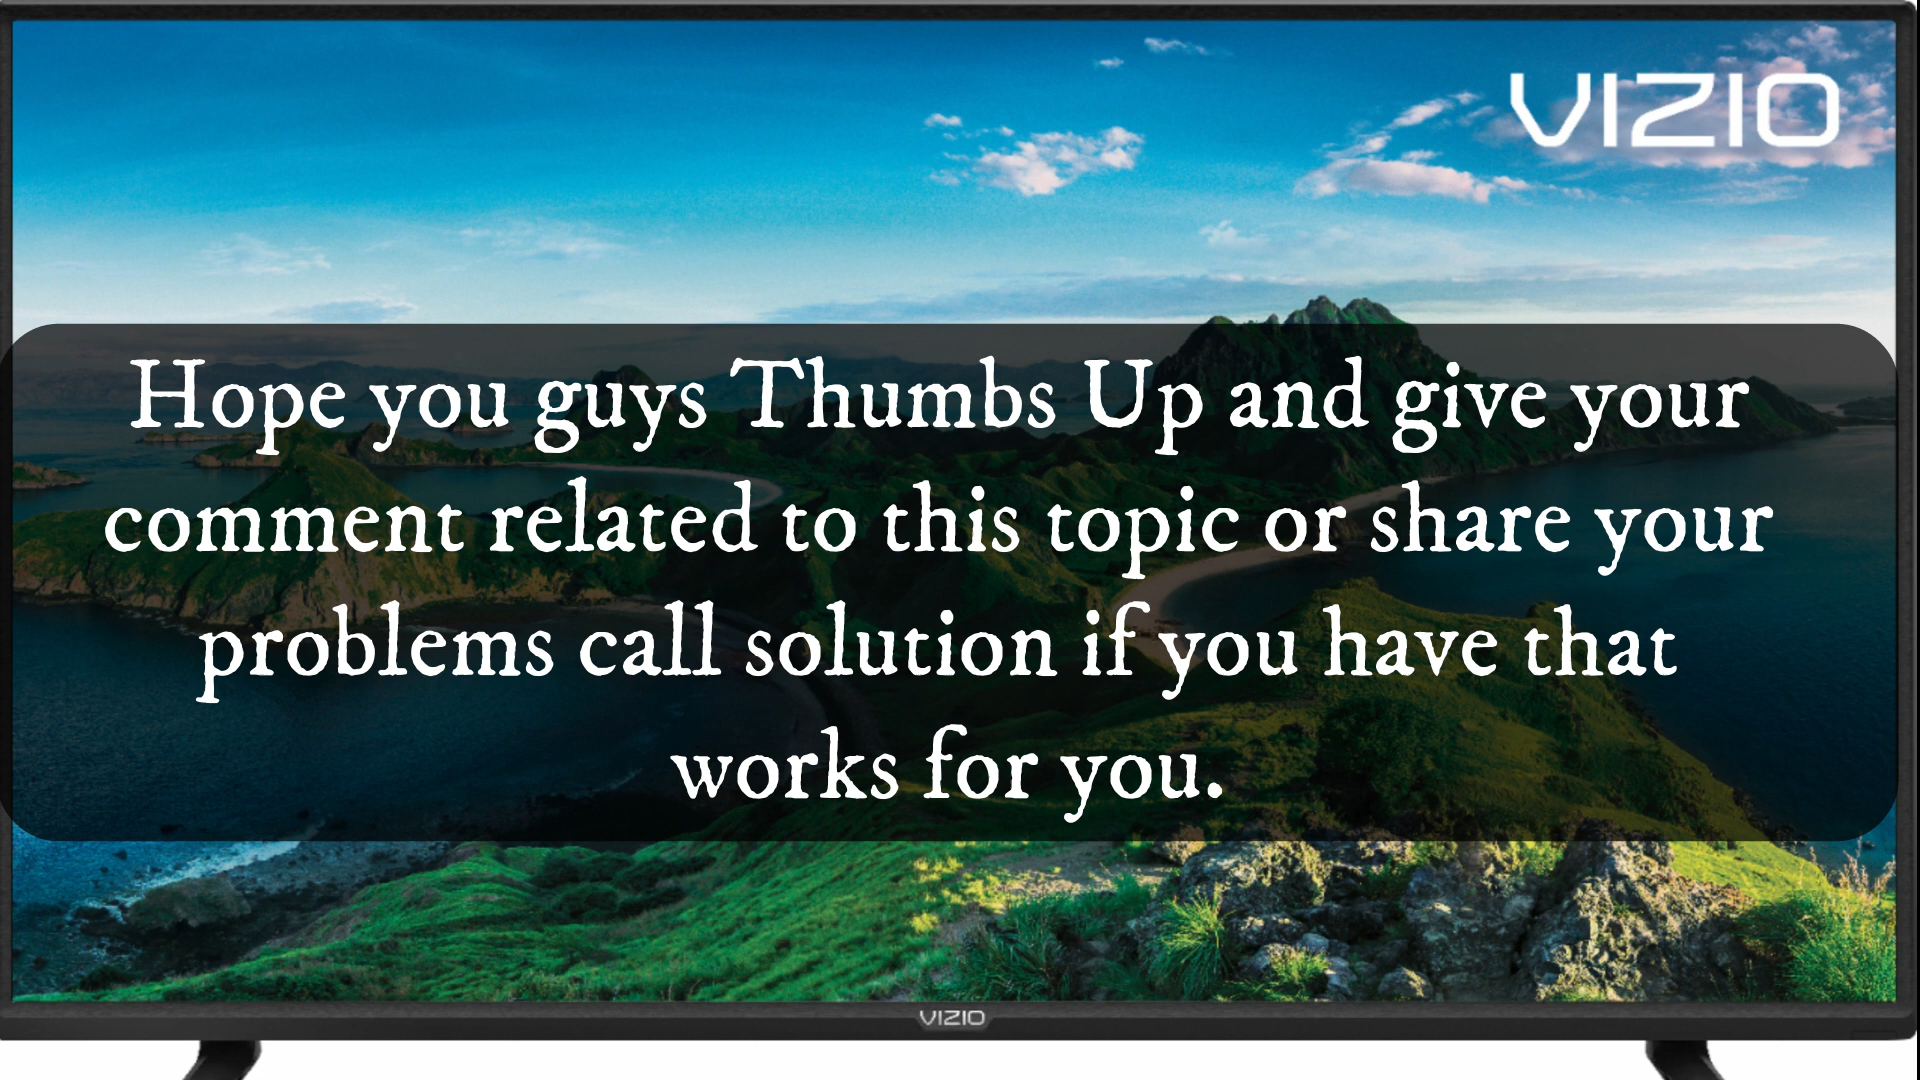 VIZIO
Hope you guys Thumbs Up and give your
comment related to this topic or share your
problems call solution if you have that
works for you.
VIZIO